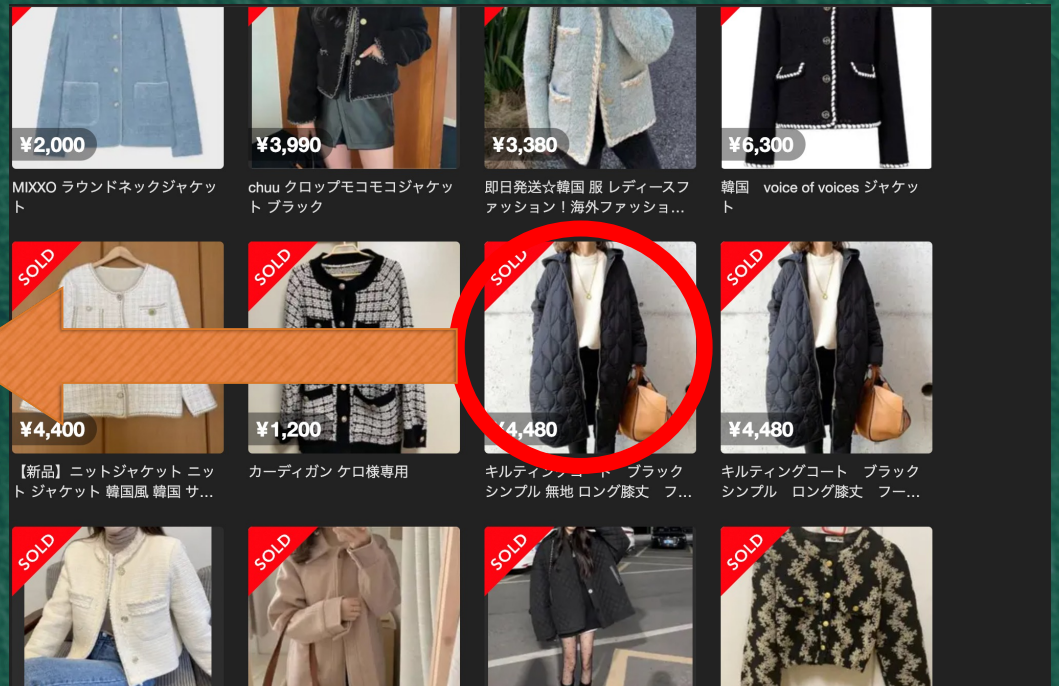 ¥2,000
¥3,990
¥3,380
¥6,300
MIXXO ラウンドネックジャケッ
ト
chuu クロップモコモコジャケッ
ト ブラック
即日発送☆韓国 服 レディースフ
ァッション！海外ファッショ...
韓国　voice of voices ジャケッ
ト
SOLD
SOLD
SOLD
SOLD
¥4,400
¥1,200
4,480
¥4,480
【新品】ニットジャケット ニッ
ト ジャケット 韓国風 韓国 サ...
カーディガン ケロ様専用
キルティングコート　ブラック
シンプル 無地 ロング膝丈　フ...
キルティングコート　ブラック
シンプル　ロング膝丈　フー...
SOLD
SOLD
SOLD
SOLD